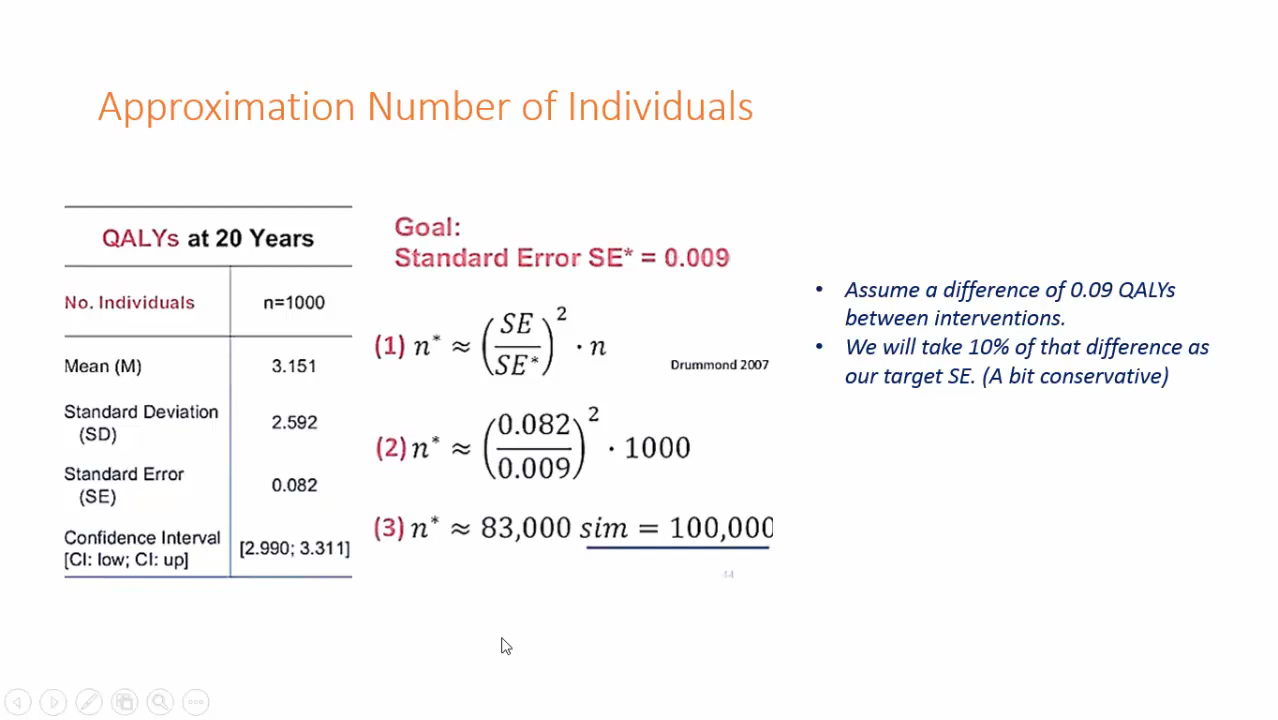 Approximation Number of Individuals
QALYs at 20 Years
No. Individuals n=1000
Mean (M) 3.151
Standard Deviation
(SD) 2.592
Standard Error
(SE) 0.082
Confidence Interval
[CI: low; CI: up] [2.990; 3.311]
Goal:
Standard Error SE* = 0.009
(1) n* ≈ (SE/SE*)² · n
Drummond 2007
(2) n* ≈ (0.082/0.009)² · 1000
(3) n* ≈ 83,000 sim = 100,000
44
• Assume a difference of 0.09 QALYs
between interventions.
• We will take 10% of that difference as
our target SE. (A bit conservative)